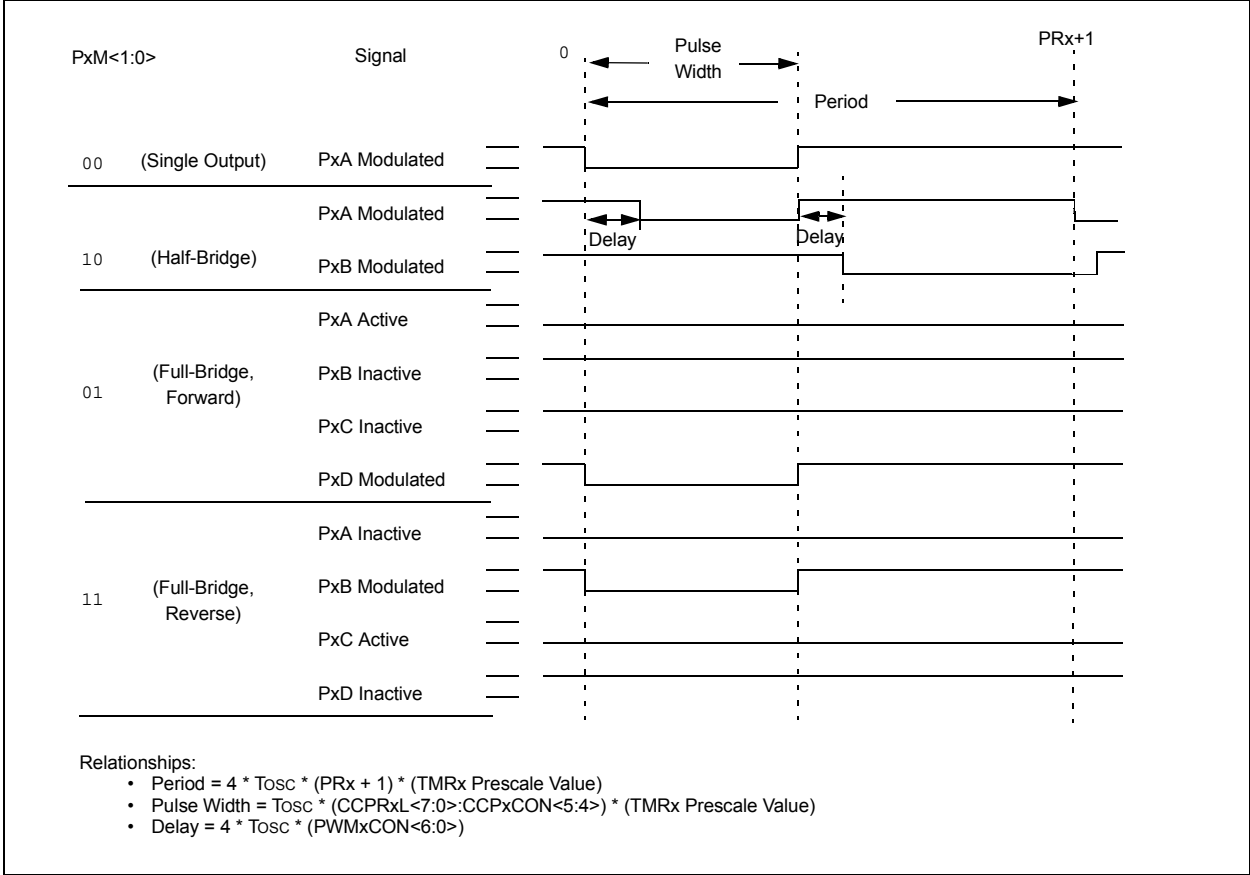 PxM<1:0> Signal 0 Pulse Width PRx+1
Period
00 (Single Output) PxA Modulated
PxA Modulated
Delay Delay
10 (Half-Bridge) PxB Modulated
PxA Active
(Full-Bridge, Forward) PxB Inactive
01
PxC Inactive
PxD Modulated
PxA Inactive
(Full-Bridge, Reverse) PxB Modulated
11
PxC Active
PxD Inactive
Relationships:
• Period = 4 * TOSC * (PRx + 1) * (TMRx Prescale Value)
• Pulse Width = TOSC * (CCPRxL<7:0>:CCPxCON<5:4>) * (TMRx Prescale Value)
• Delay = 4 * TOSC * (PWMxCON<6:0>)